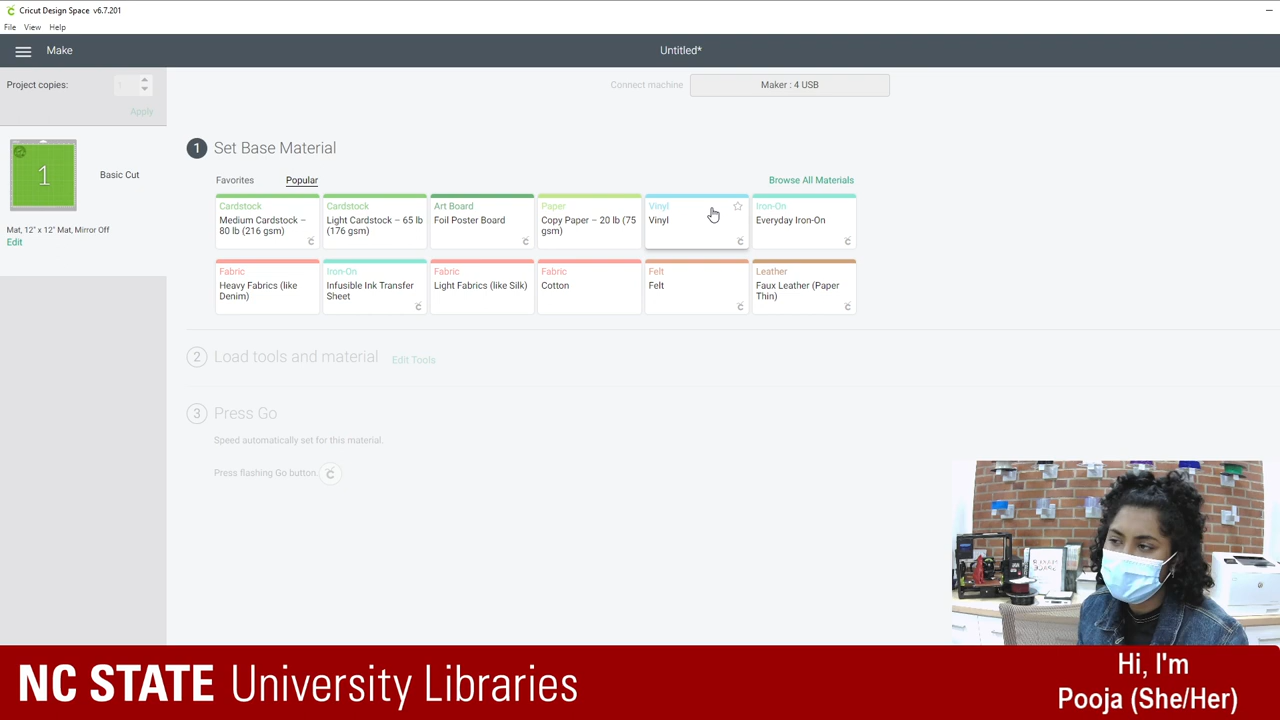 Cricut Design Space v6.7.201
File View Help
Make
Untitled*
Project copies:
1
Apply
Connect machine
Maker : 4 USB
1
Basic Cut
Mat, 12" x 12" Mat, Mirror Off
Edit
1 Set Base Material
Favorites Popular
Browse All Materials
Cardstock
Medium Cardstock –
80 lb (216 gsm)
Cardstock
Light Cardstock – 65 lb
(176 gsm)
Art Board
Foil Poster Board
Paper
Copy Paper – 20 lb (75
gsm)
Vinyl
Vinyl
Iron-On
Everyday Iron-On
Fabric
Heavy Fabrics (like
Denim)
Iron-On
Infusible Ink Transfer
Sheet
Fabric
Light Fabrics (like Silk)
Fabric
Cotton
Felt
Felt
Leather
Faux Leather (Paper
Thin)
2 Load tools and material Edit Tools
3 Press Go
Speed automatically set for this material.
Press flashing Go button.
NC STATE University Libraries
Hi, I'm
Pooja (She/Her)